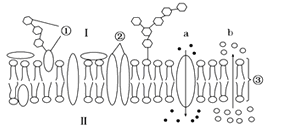 ① Ⅰ ② a b
③
Ⅱ